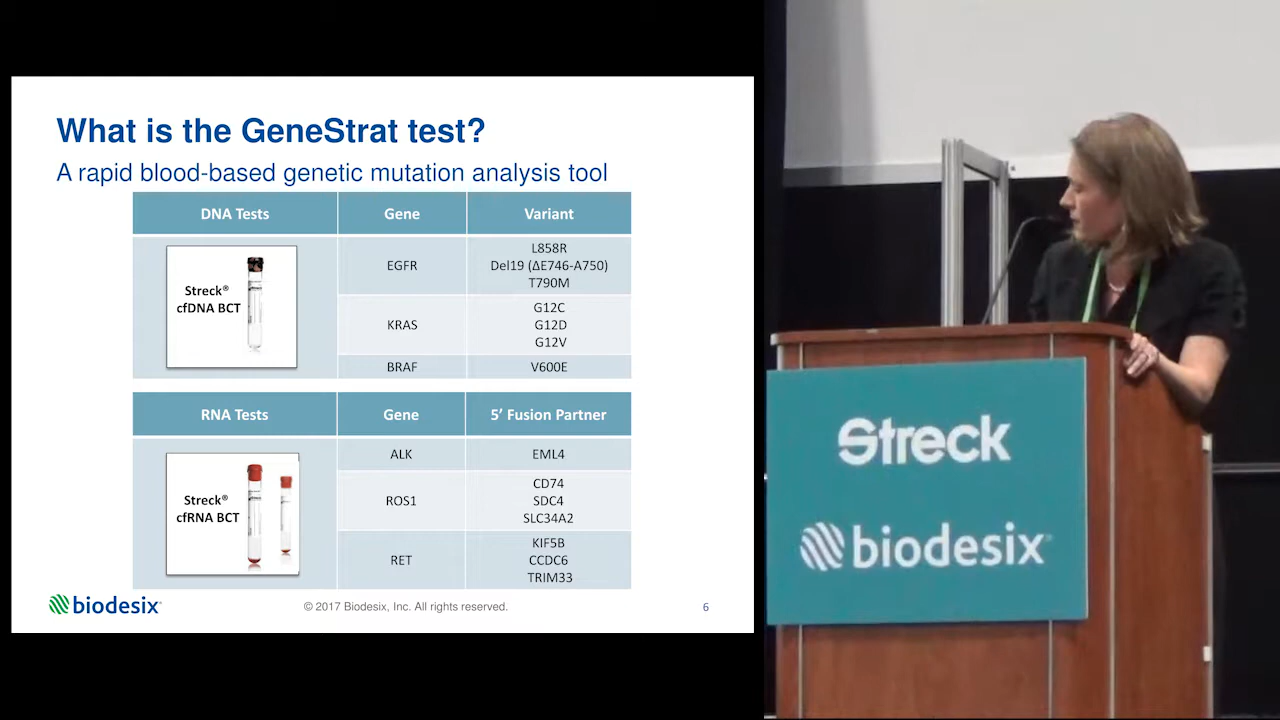 What is the GeneStrat test?
A rapid blood-based genetic mutation analysis tool
DNA Tests Gene Variant
Streck®
cfDNA BCT
EGFR
L858R
Del19 (ΔE746-A750)
T790M
KRAS
G12C
G12D
G12V
BRAF V600E
RNA Tests Gene 5’ Fusion Partner
Streck®
cfRNA BCT
ALK EML4
ROS1
CD74
SDC4
SLC34A2
RET
KIF5B
CCDC6
TRIM33
biodesix
© 2017 Biodesix, Inc. All rights reserved.
6
Streck
biodesix